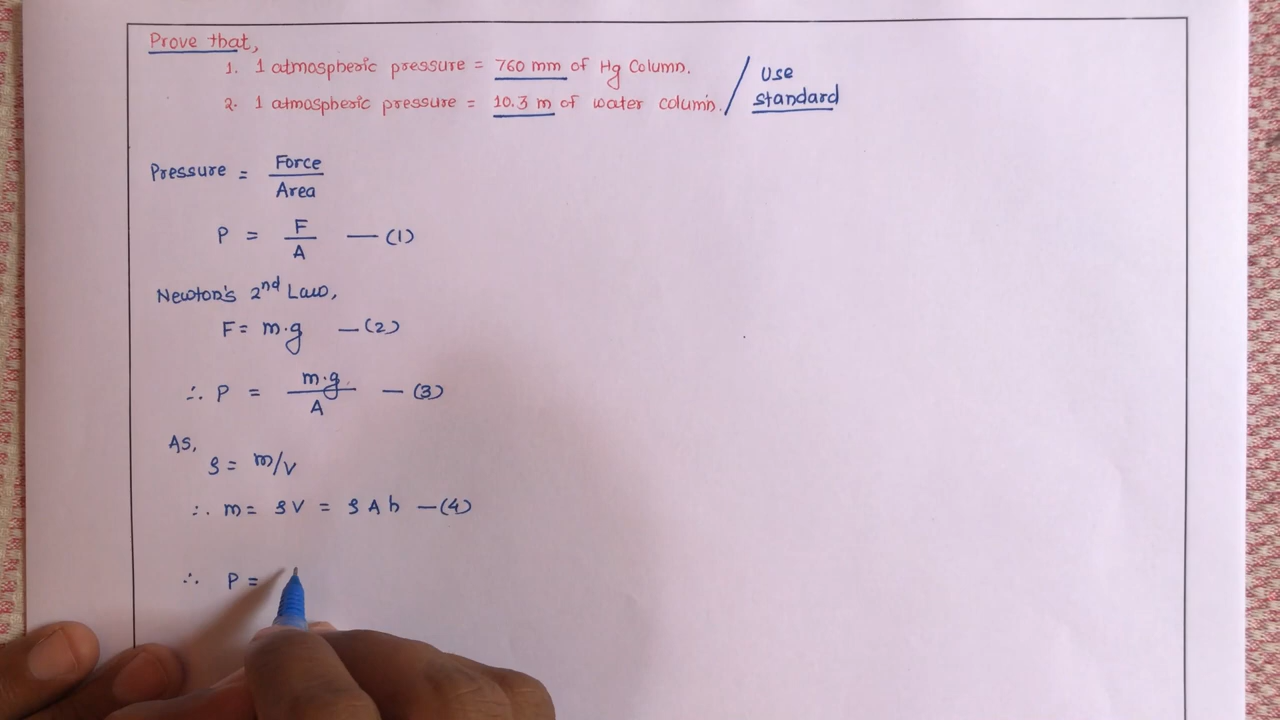 Prove that,
1. 1 atmospheric pressure = 760 mm of Hg Column.
2. 1 atmospheric pressure = 10.3 m of water column.
/ Use
standard
Pressure = Force / Area
P = F / A — (1)
Newton's 2nd Law,
F = m.g — (2)
∴ P = m.g / A — (3)
As,
ρ = m/v
∴ m = ρV = ρ A h — (4)
∴ P =